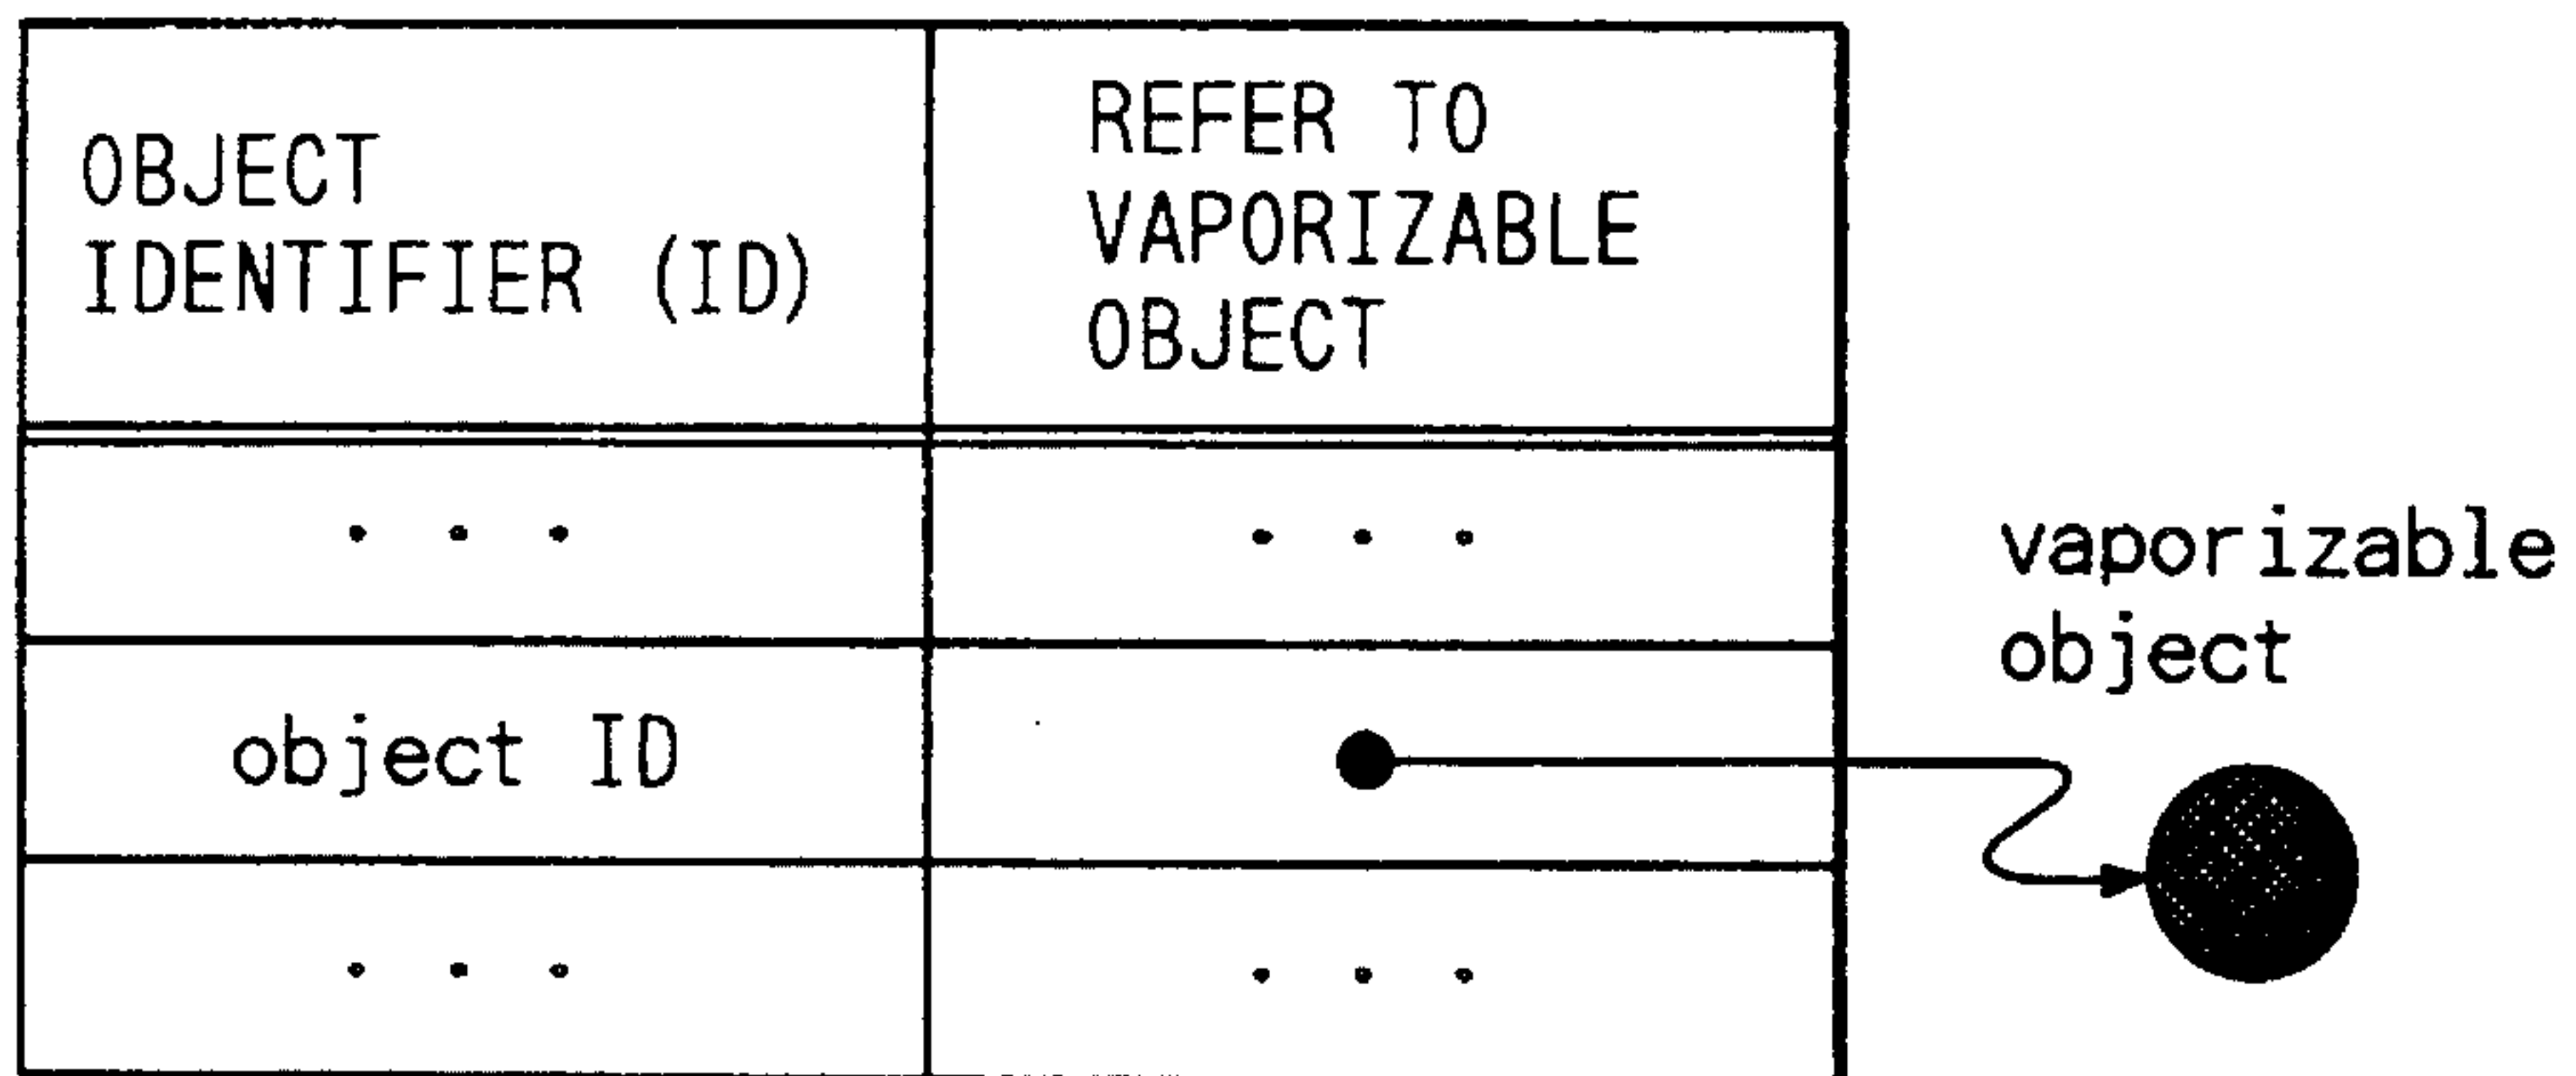 OBJECT
IDENTIFIER (ID)
REFER TO
VAPORIZABLE
OBJECT
. . .
. . .
vaporizable
object
object ID
. . .
. . .